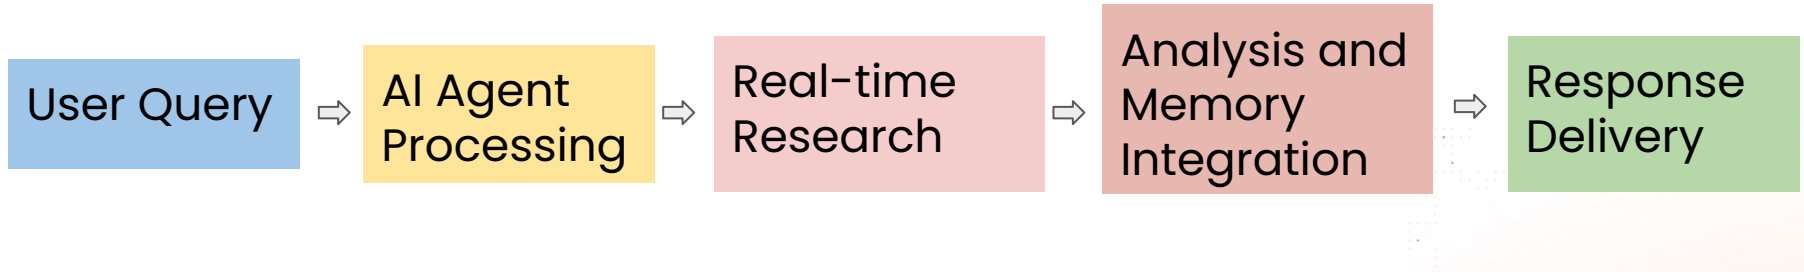 User Query
AI Agent
Processing
Real-time
Research
Analysis and
Memory
Integration
Response
Delivery